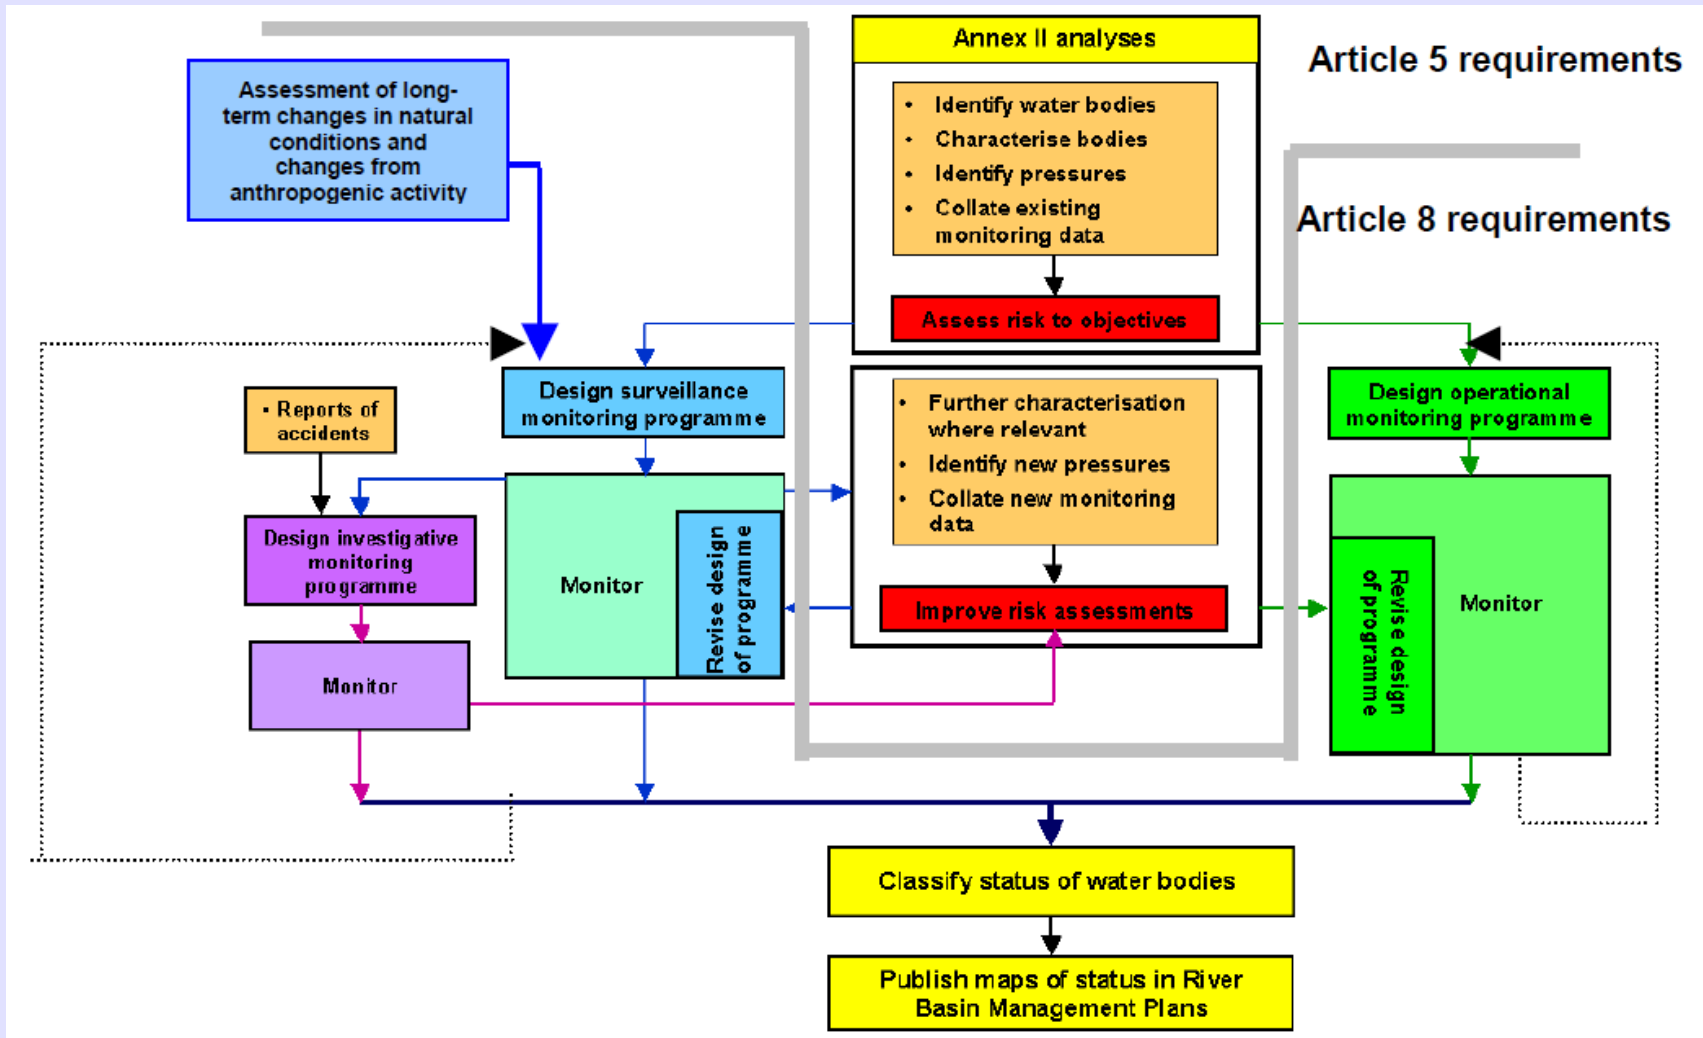 Annex II analyses
Article 5 requirements
Assessment of long-
term changes in natural
conditions and
changes from
anthropogenic activity
• Identify water bodies
• Characterise bodies
• Identify pressures
• Collate existing
monitoring data
Article 8 requirements
Assess risk to objectives
• Reports of
accidents
Design surveillance
monitoring programme
• Further characterisation
where relevant
• Identify new pressures
• Collate new monitoring
data
Design operational
monitoring programme
Design investigative
monitoring
programme
Monitor
Revise design
of programme
Improve risk assessments
Revise design
of programme
Monitor
Monitor
Classify status of water bodies
Publish maps of status in River
Basin Management Plans